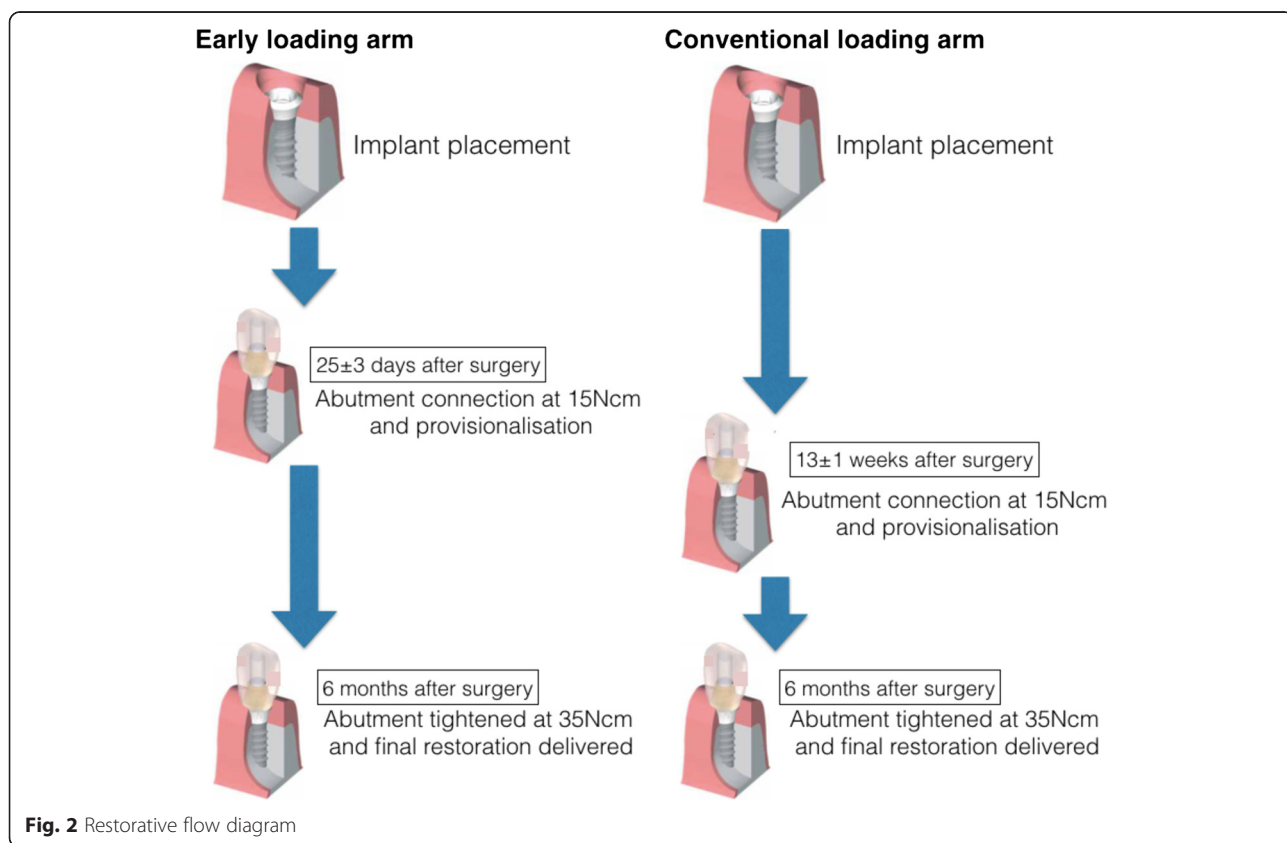 Early loading arm
Implant placement
25±3 days after surgery
Abutment connection at 15Ncm
and provisionalisation
6 months after surgery
Abutment tightened at 35Ncm
and final restoration delivered
Conventional loading arm
Implant placement
13±1 weeks after surgery
Abutment connection at 15Ncm
and provisionalisation
6 months after surgery
Abutment tightened at 35Ncm
and final restoration delivered
Fig. 2 Restorative flow diagram